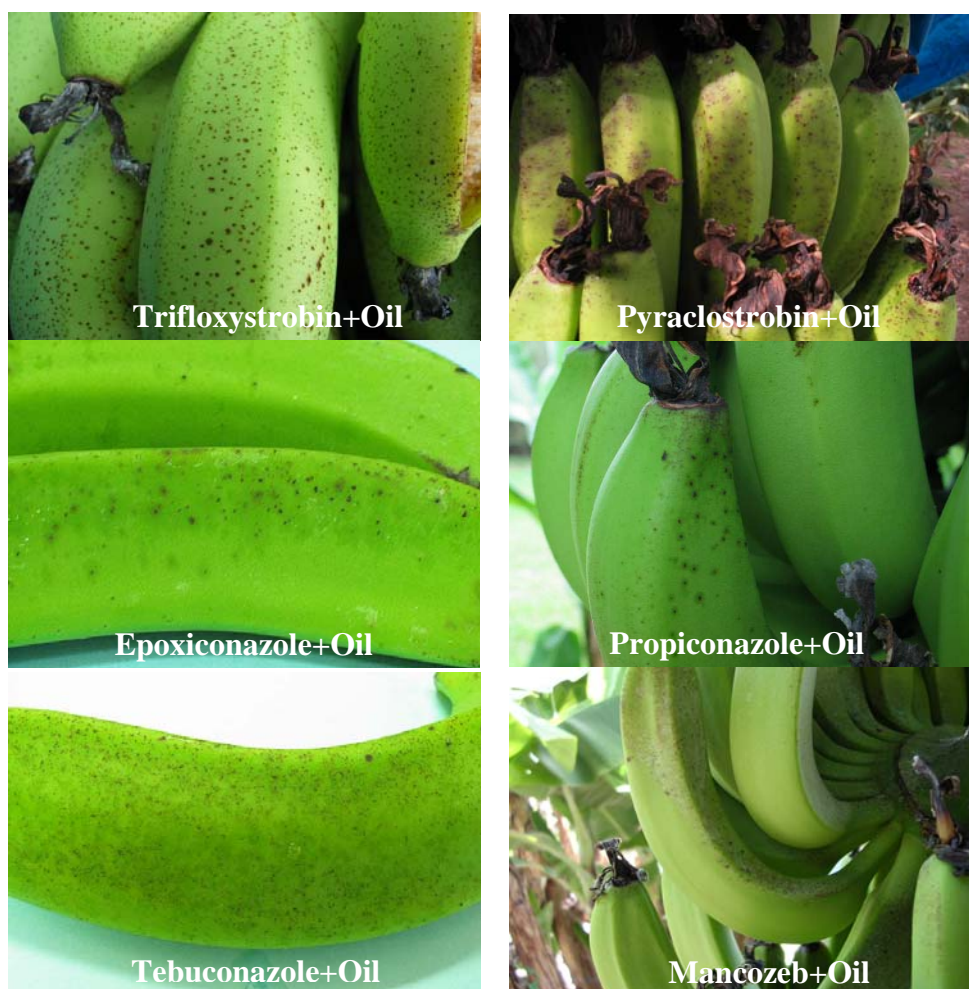 Trifloxystrobin+Oil
Pyraclostrobin+Oil
Epoxiconazole+Oil
Propiconazole+Oil
Tebuconazole+Oil
Mancozeb+Oil